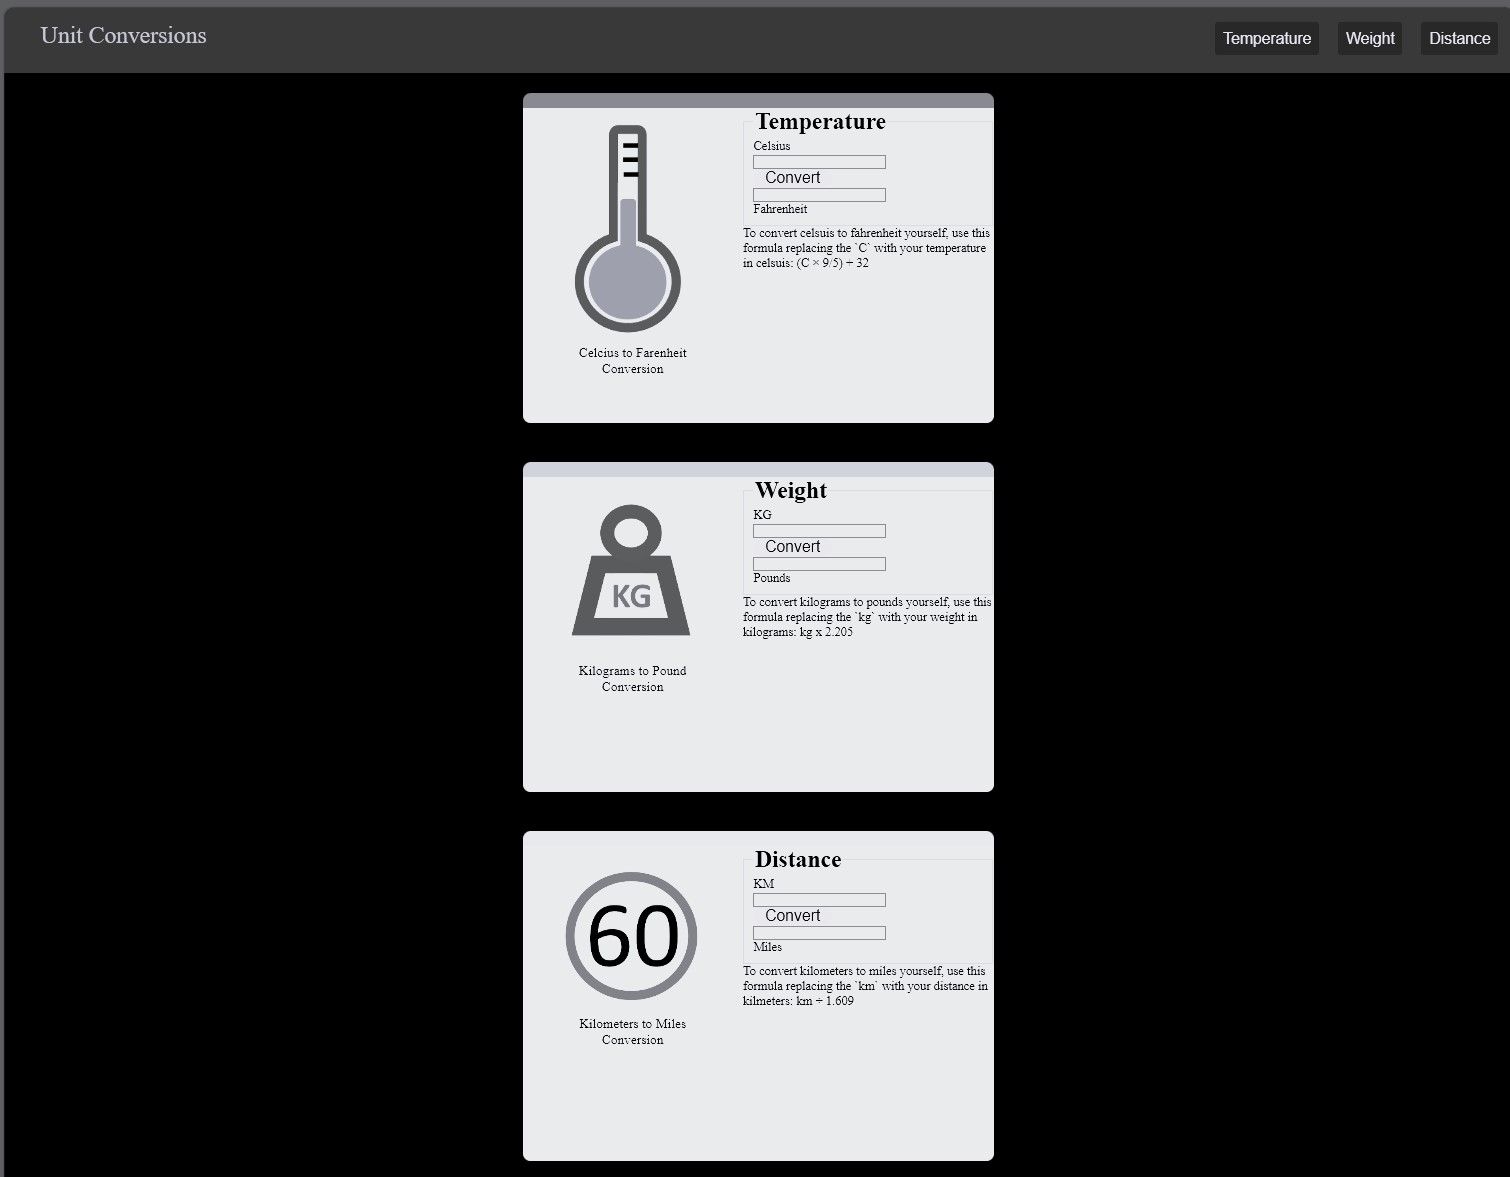 Unit Conversions
Temperature
Weight
Distance
Temperature
Celsius
Convert
Fahrenheit
To convert celsuis to fahrenheit yourself, use this
formula replacing the `C` with your temperature
in celsuis: (C × 9/5) + 32
Celcius to Farenheit
Conversion
Weight
KG
Convert
Pounds
To convert kilograms to pounds yourself, use this
formula replacing the `kg` with your weight in
kilograms: kg x 2.205
KG
Kilograms to Pound
Conversion
Distance
KM
Convert
Miles
To convert kilometers to miles yourself, use this
formula replacing the `km` with your distance in
kilmeters: km ÷ 1.609
60
Kilometers to Miles
Conversion